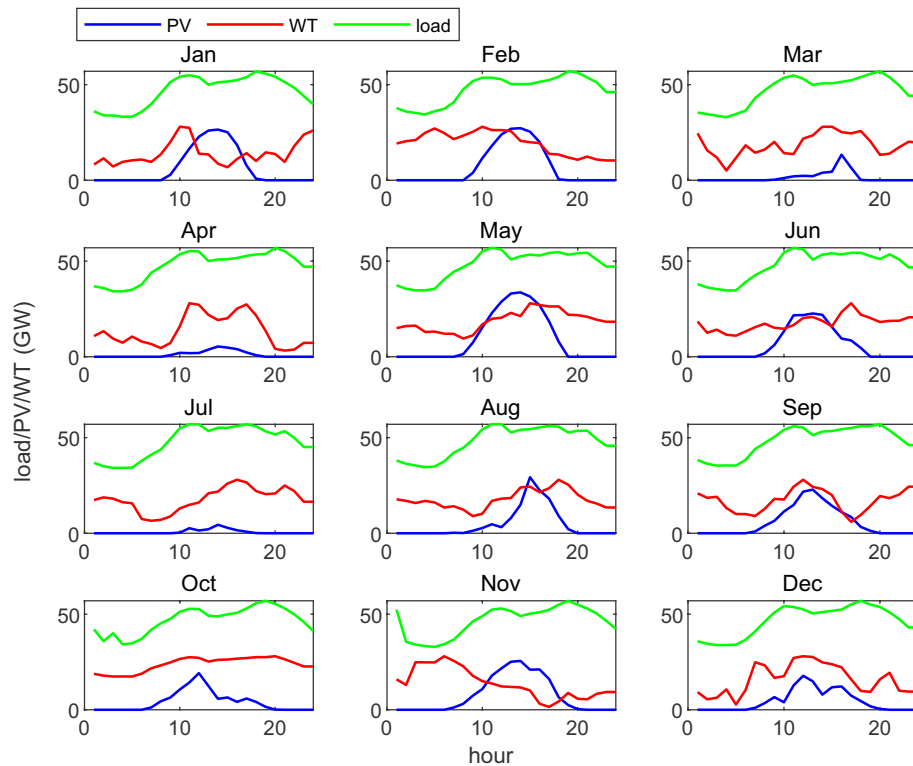 PV WT load
Jan Feb Mar
50 50 50
0 0 0
0 10 20 0 10 20 0 10 20
Apr May Jun
50 50 50
0 0 0
0 10 20 0 10 20 0 10 20
load/PV/WT (GW)
Jul Aug Sep
50 50 50
0 0 0
0 10 20 0 10 20 0 10 20
Oct Nov Dec
50 50 50
0 0 0
0 10 20 0 10 20 0 10 20
hour